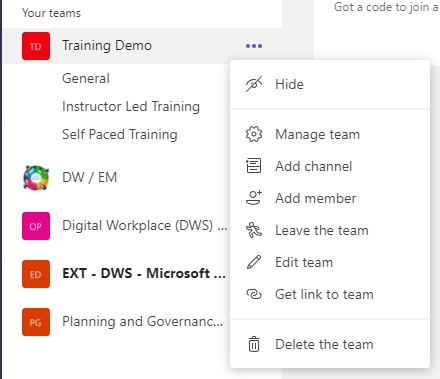 Your teams
Got a code to join a
TD Training Demo
General
Instructor Led Training
Self Paced Training
DW / EM
OP Digital Workplace (DWS) ...
ED EXT - DWS - Microsoft ...
PG Planning and Governanc...
Hide
Manage team
Add channel
Add member
Leave the team
Edit team
Get link to team
Delete the team